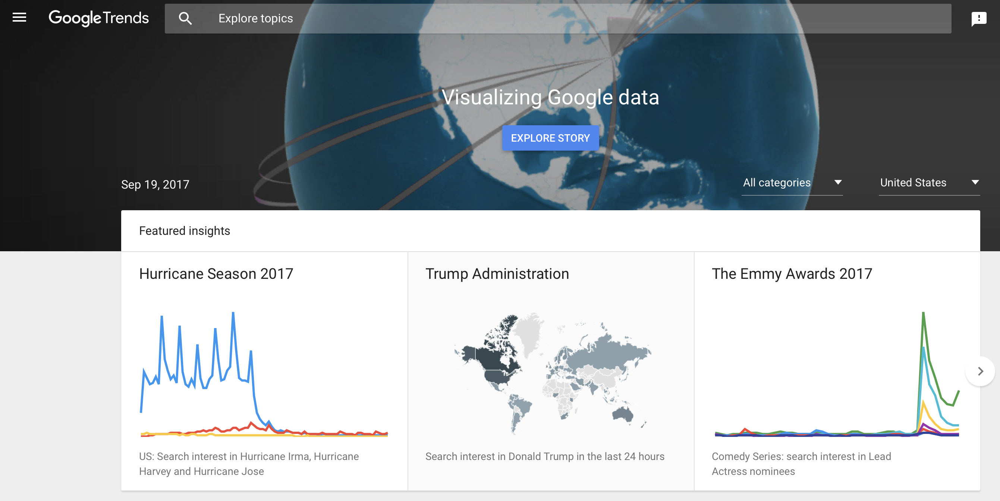 Google Trends
Explore topics
Visualizing Google data
EXPLORE STORY
Sep 19, 2017
All categories
United States
Featured insights
Hurricane Season 2017
US: Search interest in Hurricane Irma, Hurricane
Harvey and Hurricane Jose
Trump Administration
Search interest in Donald Trump in the last 24 hours
The Emmy Awards 2017
Comedy Series: search interest in Lead
Actress nominees